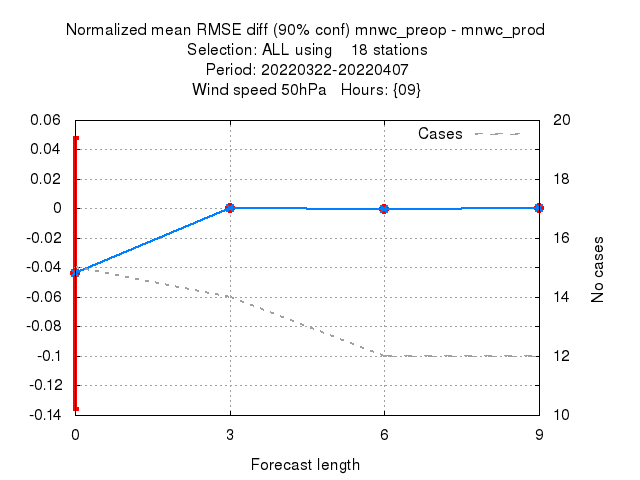 Normalized mean RMSE diff (90% conf) mnwc_preop - mnwc_prod
Selection: ALL using    18 stations
Period: 20220322-20220407
Wind speed 50hPa   Hours: {09}
Cases
0.06
0.04
0.02
0
-0.02
-0.04
-0.06
-0.08
-0.1
-0.12
-0.14
20
18
16
14
12
10
No cases
0 3 6 9
Forecast length